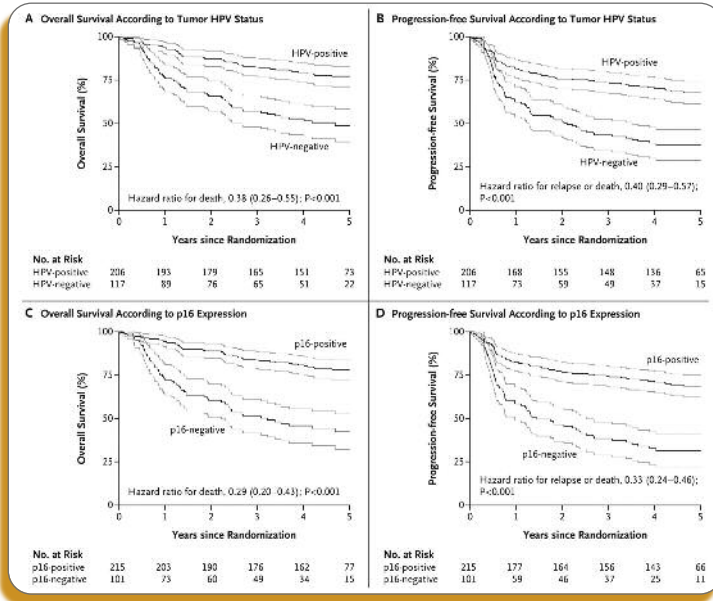 A Overall Survival According to Tumor HPV Status
100
75
50
25
0
Overall Survival (%)
HPV-positive
HPV-negative
Hazard ratio for death, 0.38 (0.26–0.55); P<0.001
0 1 2 3 4 5
Years since Randomization
No. at Risk
HPV-positive 206 193 179 165 151 73
HPV-negative 117 89 76 65 51 22
B Progression-free Survival According to Tumor HPV Status
100
75
50
25
0
Progression-free Survival (%)
HPV-positive
HPV-negative
Hazard ratio for relapse or death, 0.40 (0.29–0.57);
P<0.001
0 1 2 3 4 5
Years since Randomization
No. at Risk
HPV-positive 206 168 155 148 136 65
HPV-negative 117 73 59 49 37 15
C Overall Survival According to p16 Expression
100
75
50
25
0
Overall Survival (%)
p16-positive
p16-negative
Hazard ratio for death, 0.29 (0.20–0.43); P<0.001
0 1 2 3 4 5
Years since Randomization
No. at Risk
p16-positive 215 203 190 176 162 77
p16-negative 101 73 60 49 34 15
D Progression-free Survival According to p16 Expression
100
75
50
25
0
Progression-free Survival (%)
p16-positive
p16-negative
Hazard ratio for relapse or death, 0.33 (0.24–0.46);
P<0.001
0 1 2 3 4 5
Years since Randomization
No. at Risk
p16-positive 215 177 164 156 143 66
p16-negative 101 59 46 37 25 11